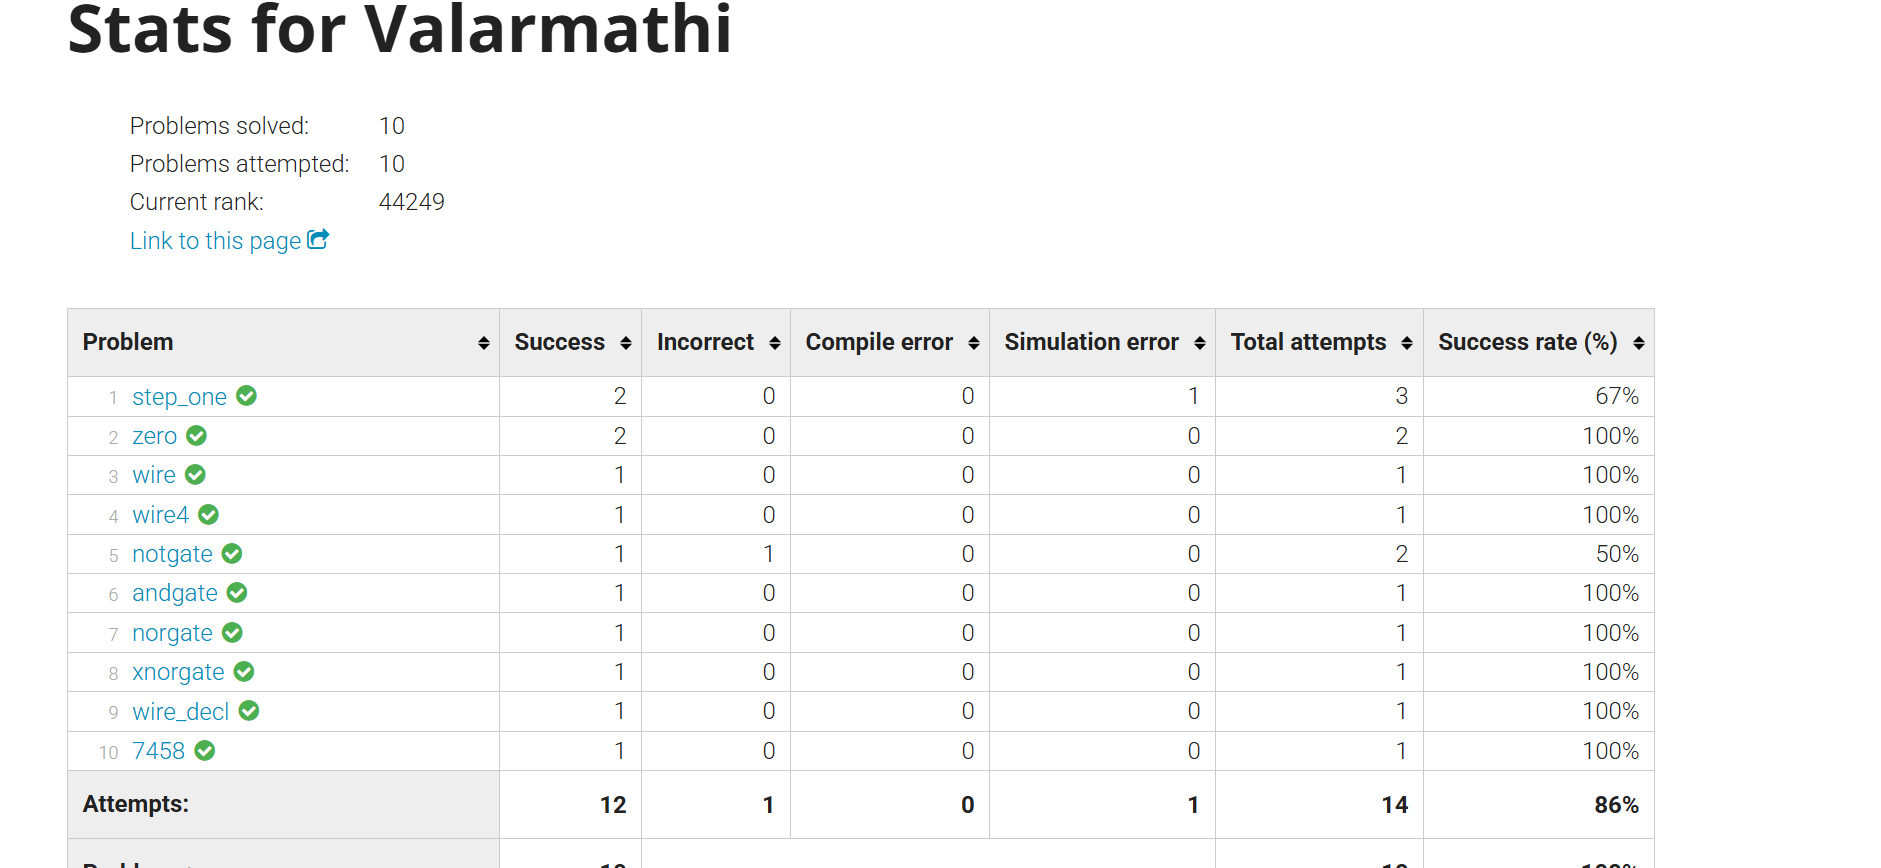 Stats for Valarmathi
Problems solved: 10
Problems attempted: 10
Current rank: 44249
Link to this page
Problem Success Incorrect Compile error Simulation error Total attempts Success rate (%)
1 step_one 2 0 0 1 3 67%
2 zero 2 0 0 0 2 100%
3 wire 1 0 0 0 1 100%
4 wire4 1 0 0 0 1 100%
5 notgate 1 1 0 0 2 50%
6 andgate 1 0 0 0 1 100%
7 norgate 1 0 0 0 1 100%
8 xnorgate 1 0 0 0 1 100%
9 wire_decl 1 0 0 0 1 100%
10 7458 1 0 0 0 1 100%
Attempts: 12 1 0 1 14 86%